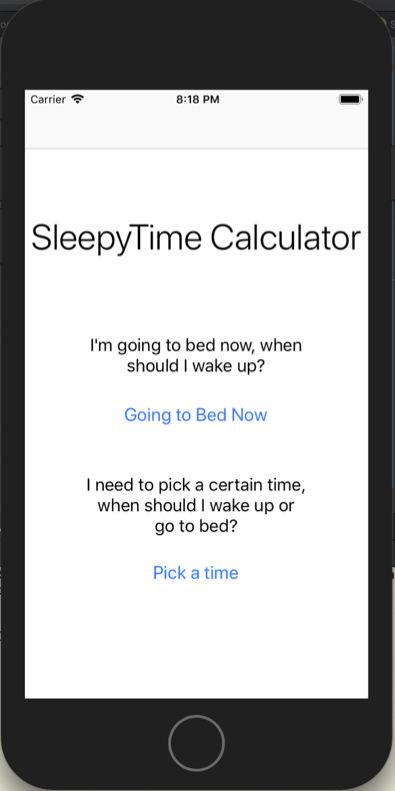 Carrier 8:18 PM
SleepyTime Calculator
I'm going to bed now, when
should I wake up?
Going to Bed Now
I need to pick a certain time,
when should I wake up or
go to bed?
Pick a time